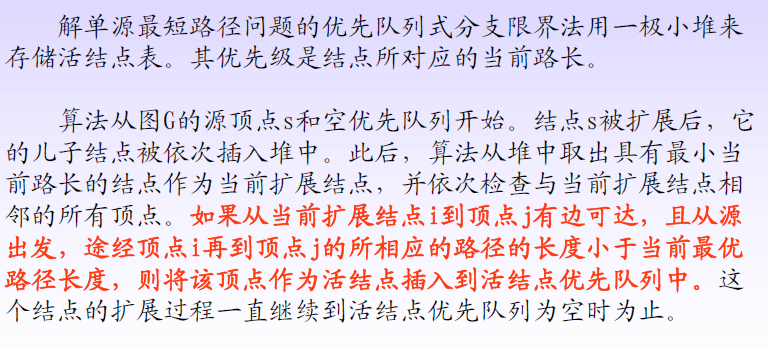 解单源最短路径问题的优先队列式分支限界法用一极小堆来
存储活结点表。其优先级是结点所对应的当前路长。
算法从图G的源顶点s和空优先队列开始。结点s被扩展后，它
的儿子结点被依次插入堆中。此后，算法从堆中取出具有最小当
前路长的结点作为当前扩展结点，并依次检查与当前扩展结点相
邻的所有顶点。如果从当前扩展结点i到顶点j有边可达，且从源
出发，途经顶点i再到顶点j的所相应的路径的长度小于当前最优
路径长度，则将该顶点作为活结点插入到活结点优先队列中。这
个结点的扩展过程一直继续到活结点优先队列为空时为止。